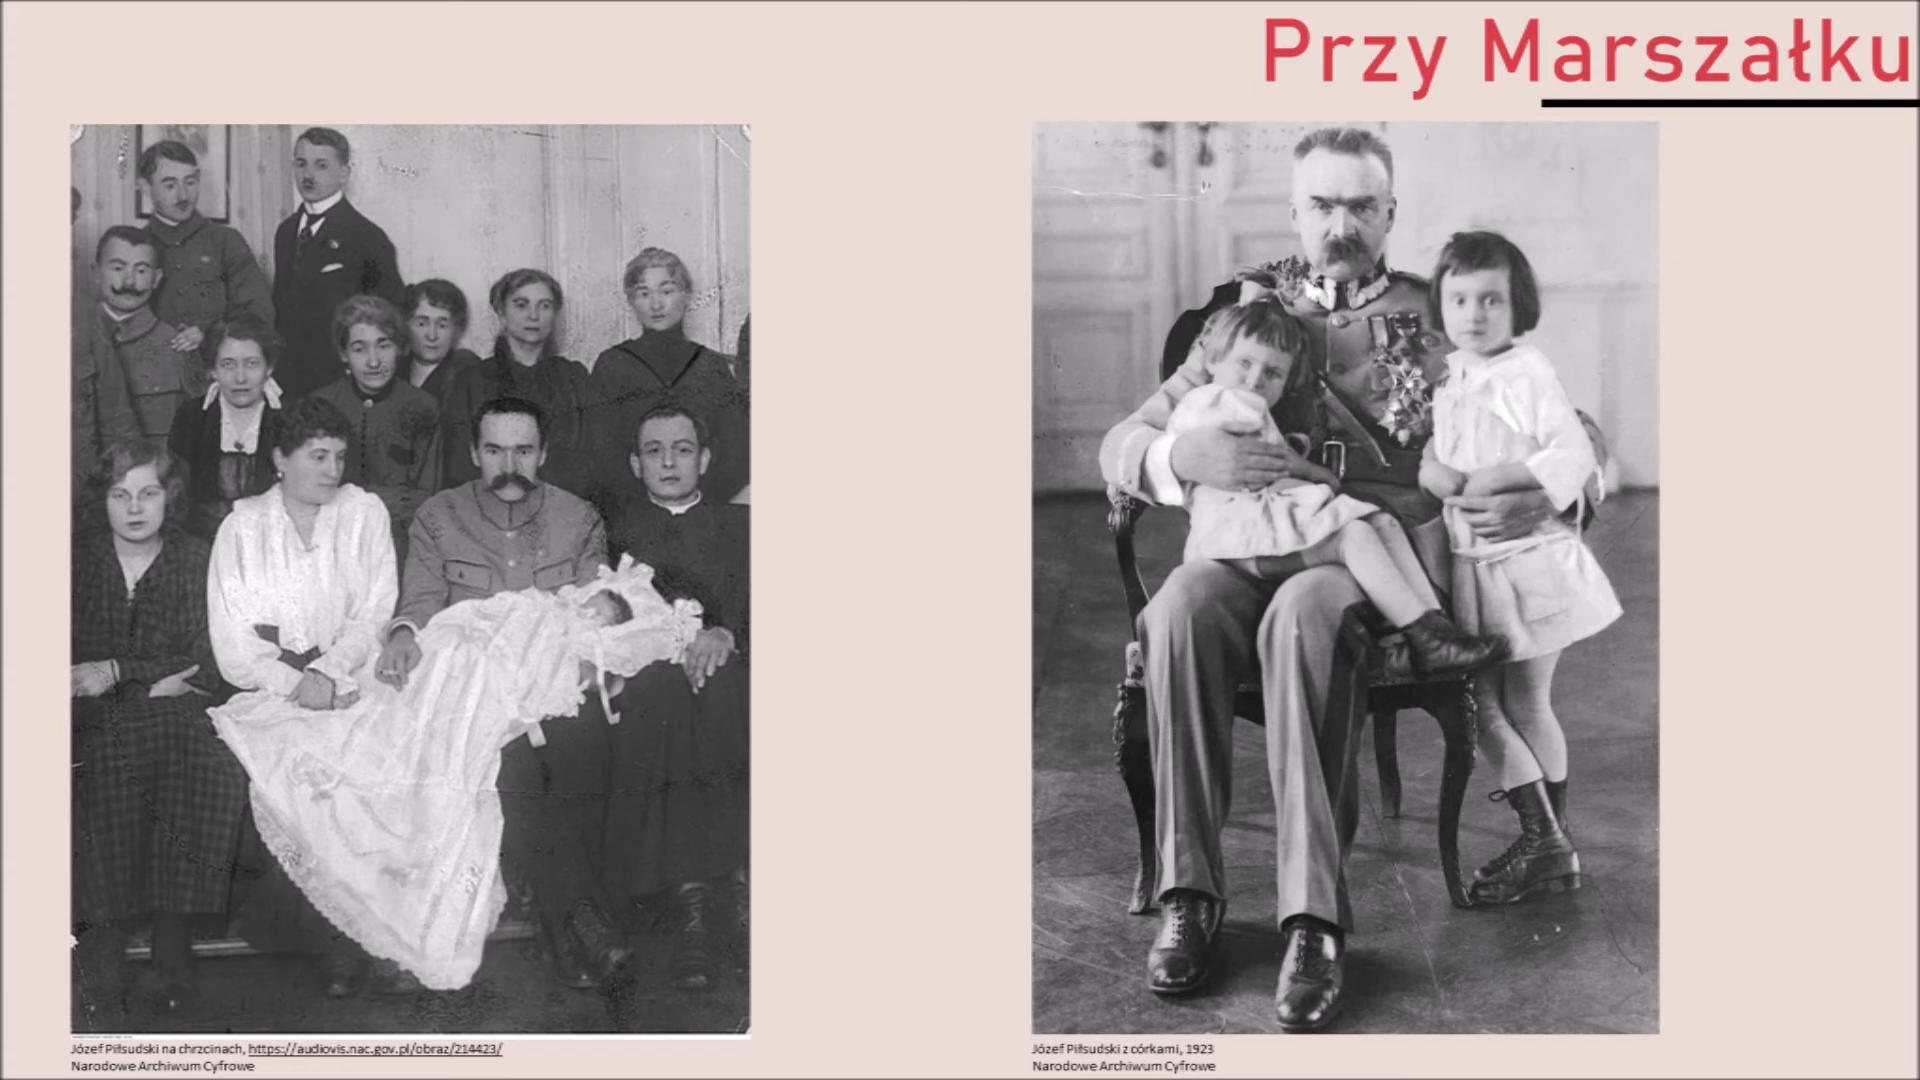 Przy Marszałku
Józef Piłsudski na chrzcinach, https://audiovis.nac.gov.pl/obraz/214423/
Narodowe Archiwum Cyfrowe
Józef Piłsudski z córkami, 1923
Narodowe Archiwum Cyfrowe